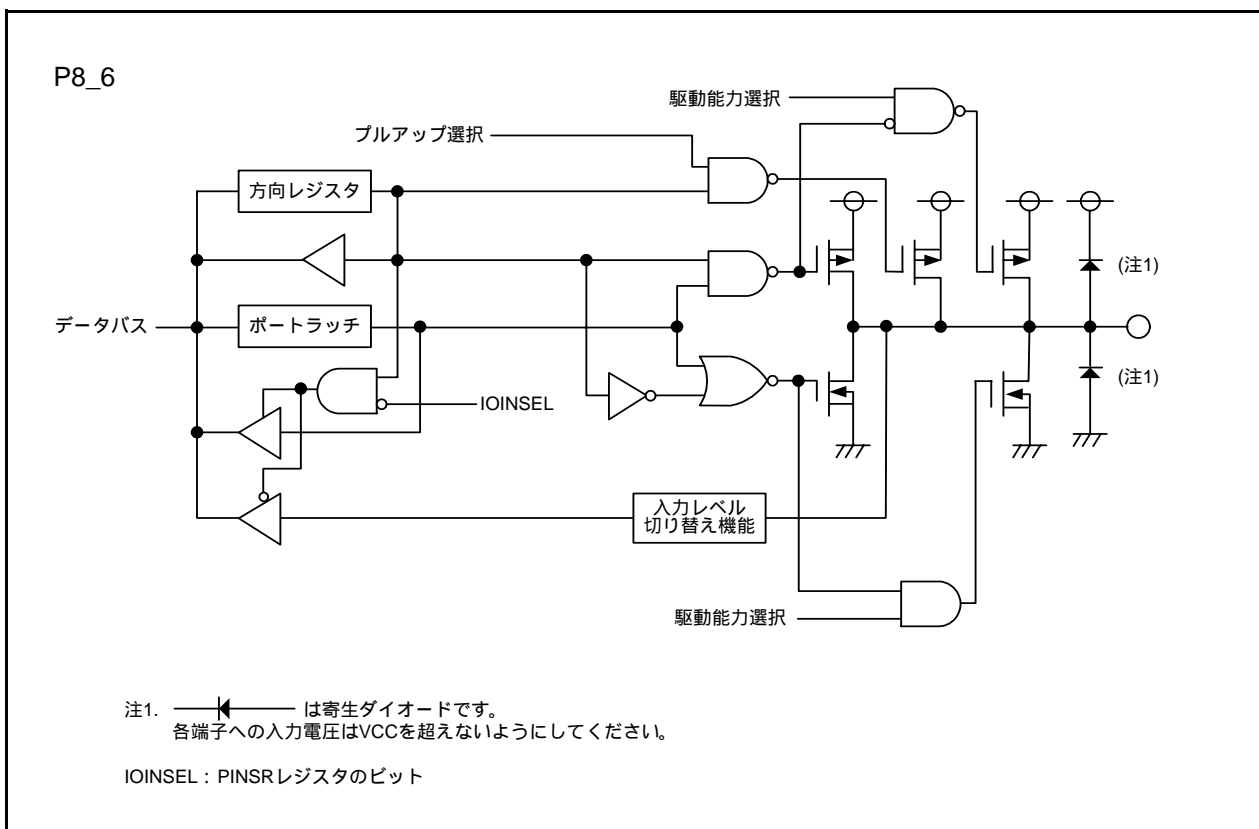 P8_6
駆動能力選択
プルアップ選択
方向レジスタ
(注1)
データバス
ポートラッチ
(注1)
IOINSEL
入力レベル
切り替え機能
駆動能力選択
注1. は寄生ダイオードです。
各端子への入力電圧はVCCを超えないようにしてください。
IOINSEL：PINSRレジスタのビット